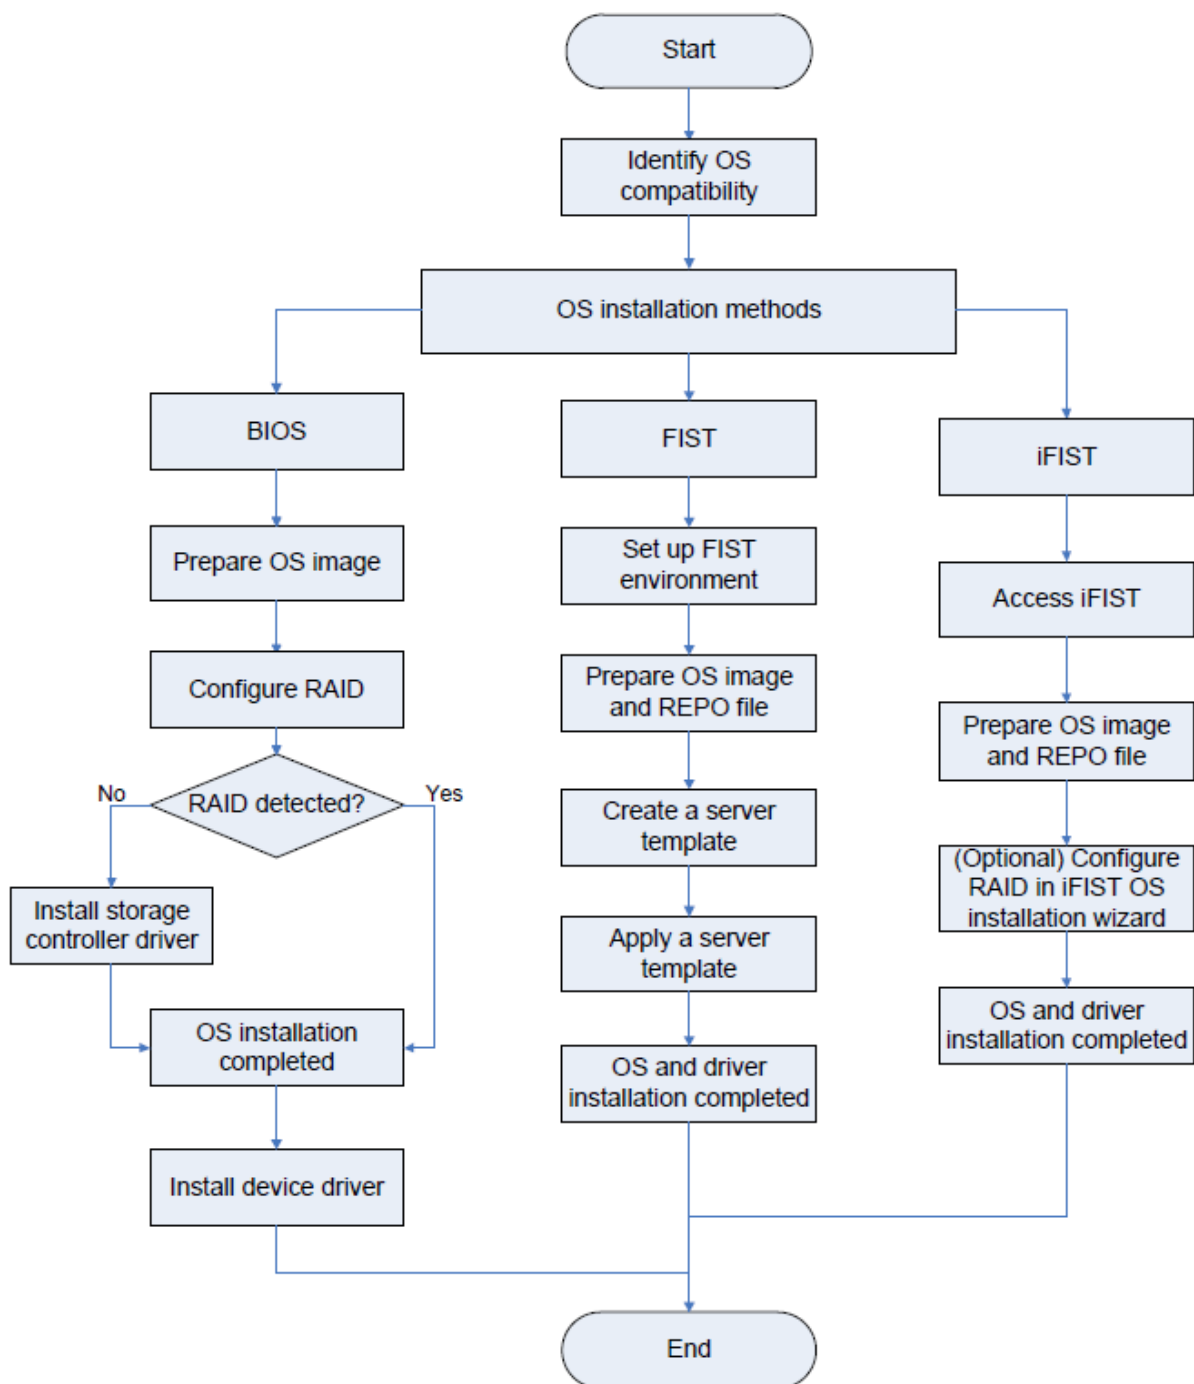 Start
Identify OS
compatibility
OS installation methods
BIOS
Prepare OS image
Configure RAID
RAID detected?
No
Yes
Install storage
controller driver
OS installation
completed
Install device driver
FIST
Set up FIST
environment
Prepare OS image
and REPO file
Create a server
template
Apply a server
template
OS and driver
installation completed
iFIST
Access iFIST
Prepare OS image
and REPO file
(Optional) Configure
RAID in iFIST OS
installation wizard
OS and driver
installation completed
End